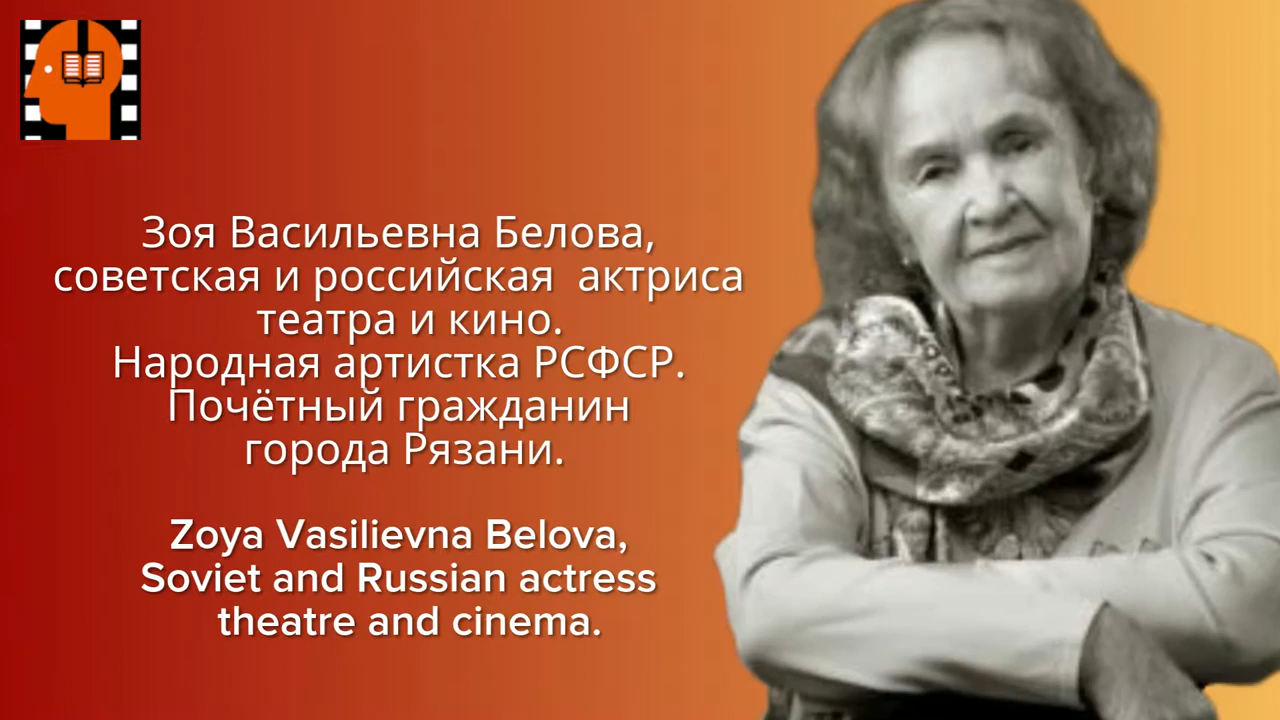 Зоя Васильевна Белова,
советская и российская  актриса
театра и кино.
Народная артистка РСФСР.
Почётный гражданин
города Рязани.
Zoya Vasilievna Belova,
Soviet and Russian actress
theatre and cinema.